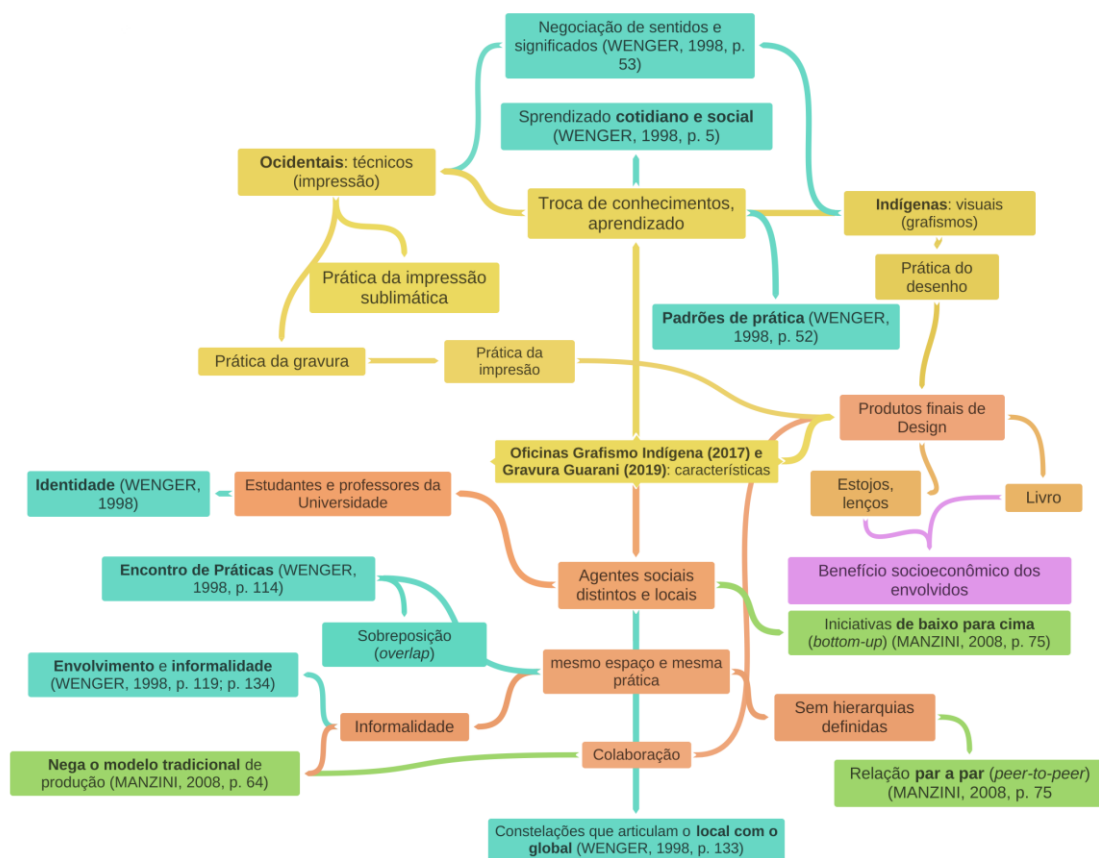 Negociação de sentidos e
significados (WENGER, 1998, p.
53)
Sprendizado cotidiano e social
(WENGER, 1998, p. 5)
Ocidentais: técnicos
(impressão)
Troca de conhecimentos,
aprendizado
Indígenas: visuais
(grafismos)
Prática da impressão
sublimática
Prática do
desenho
Padrões de prática (WENGER,
1998, p. 52)
Prática da gravura
Prática da
impresão
Produtos finais de
Design
Oficinas Grafismo Indígena (2017) e
Gravura Guarani (2019): características
Identidade (WENGER,
1998)
Estudantes e professores da
Universidade
Estojos,
lenços
Livro
Encontro de Práticas (WENGER,
1998, p. 114)
Agentes sociais
distintos e locais
Benefício socioeconômico dos
envolvidos
Sobreposição
(overlap)
Iniciativas de baixo para cima
(bottom-up) (MANZINI, 2008, p. 75)
Envolvimento e informalidade
(WENGER, 1998, p. 119; p. 134)
mesmo espaço e mesma
prática
Informalidade
Sem hierarquias
definidas
Nega o modelo tradicional de
produção (MANZINI, 2008, p. 64)
Colaboração
Relação par a par (peer-to-peer)
(MANZINI, 2008, p. 75
Constelações que articulam o local com o
global (WENGER, 1998, p. 133)